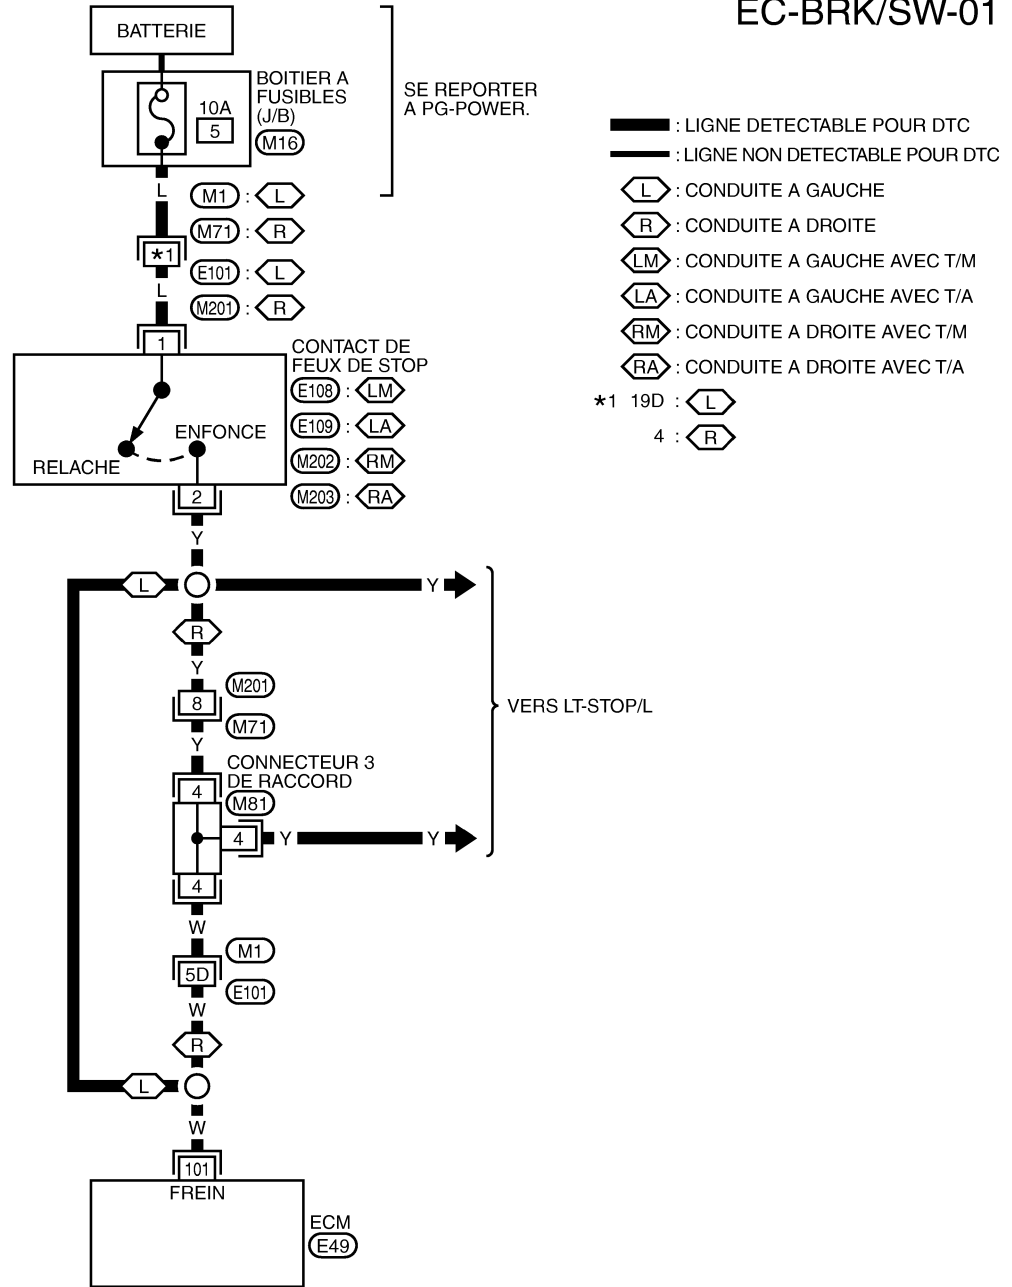 EC-BRK/SW-01
BATTERIE
BOITIER A
FUSIBLES
(J/B)
M16
10A
5
SE REPORTER
A PG-POWER.
L
M1 : L
M71 : R
★1
E101 : L
L
M201 : R
1
CONTACT DE
FEUX DE STOP
E108 : LM
E109 : LA
M202 : RM
M203 : RA
ENFONCE
RELACHE
2
Y
L
Y
R
Y
M201
8
M71
Y
VERS LT-STOP/L
CONNECTEUR 3
DE RACCORD
M81
4
4 Y Y
4
W
M1
5D
E101
W
R
L
W
101
FREIN
ECM
E49
: LIGNE DETECTABLE POUR DTC
: LIGNE NON DETECTABLE POUR DTC
L : CONDUITE A GAUCHE
R : CONDUITE A DROITE
LM : CONDUITE A GAUCHE AVEC T/M
LA : CONDUITE A GAUCHE AVEC T/A
RM : CONDUITE A DROITE AVEC T/M
RA : CONDUITE A DROITE AVEC T/A
★1 19D : L
4 : R